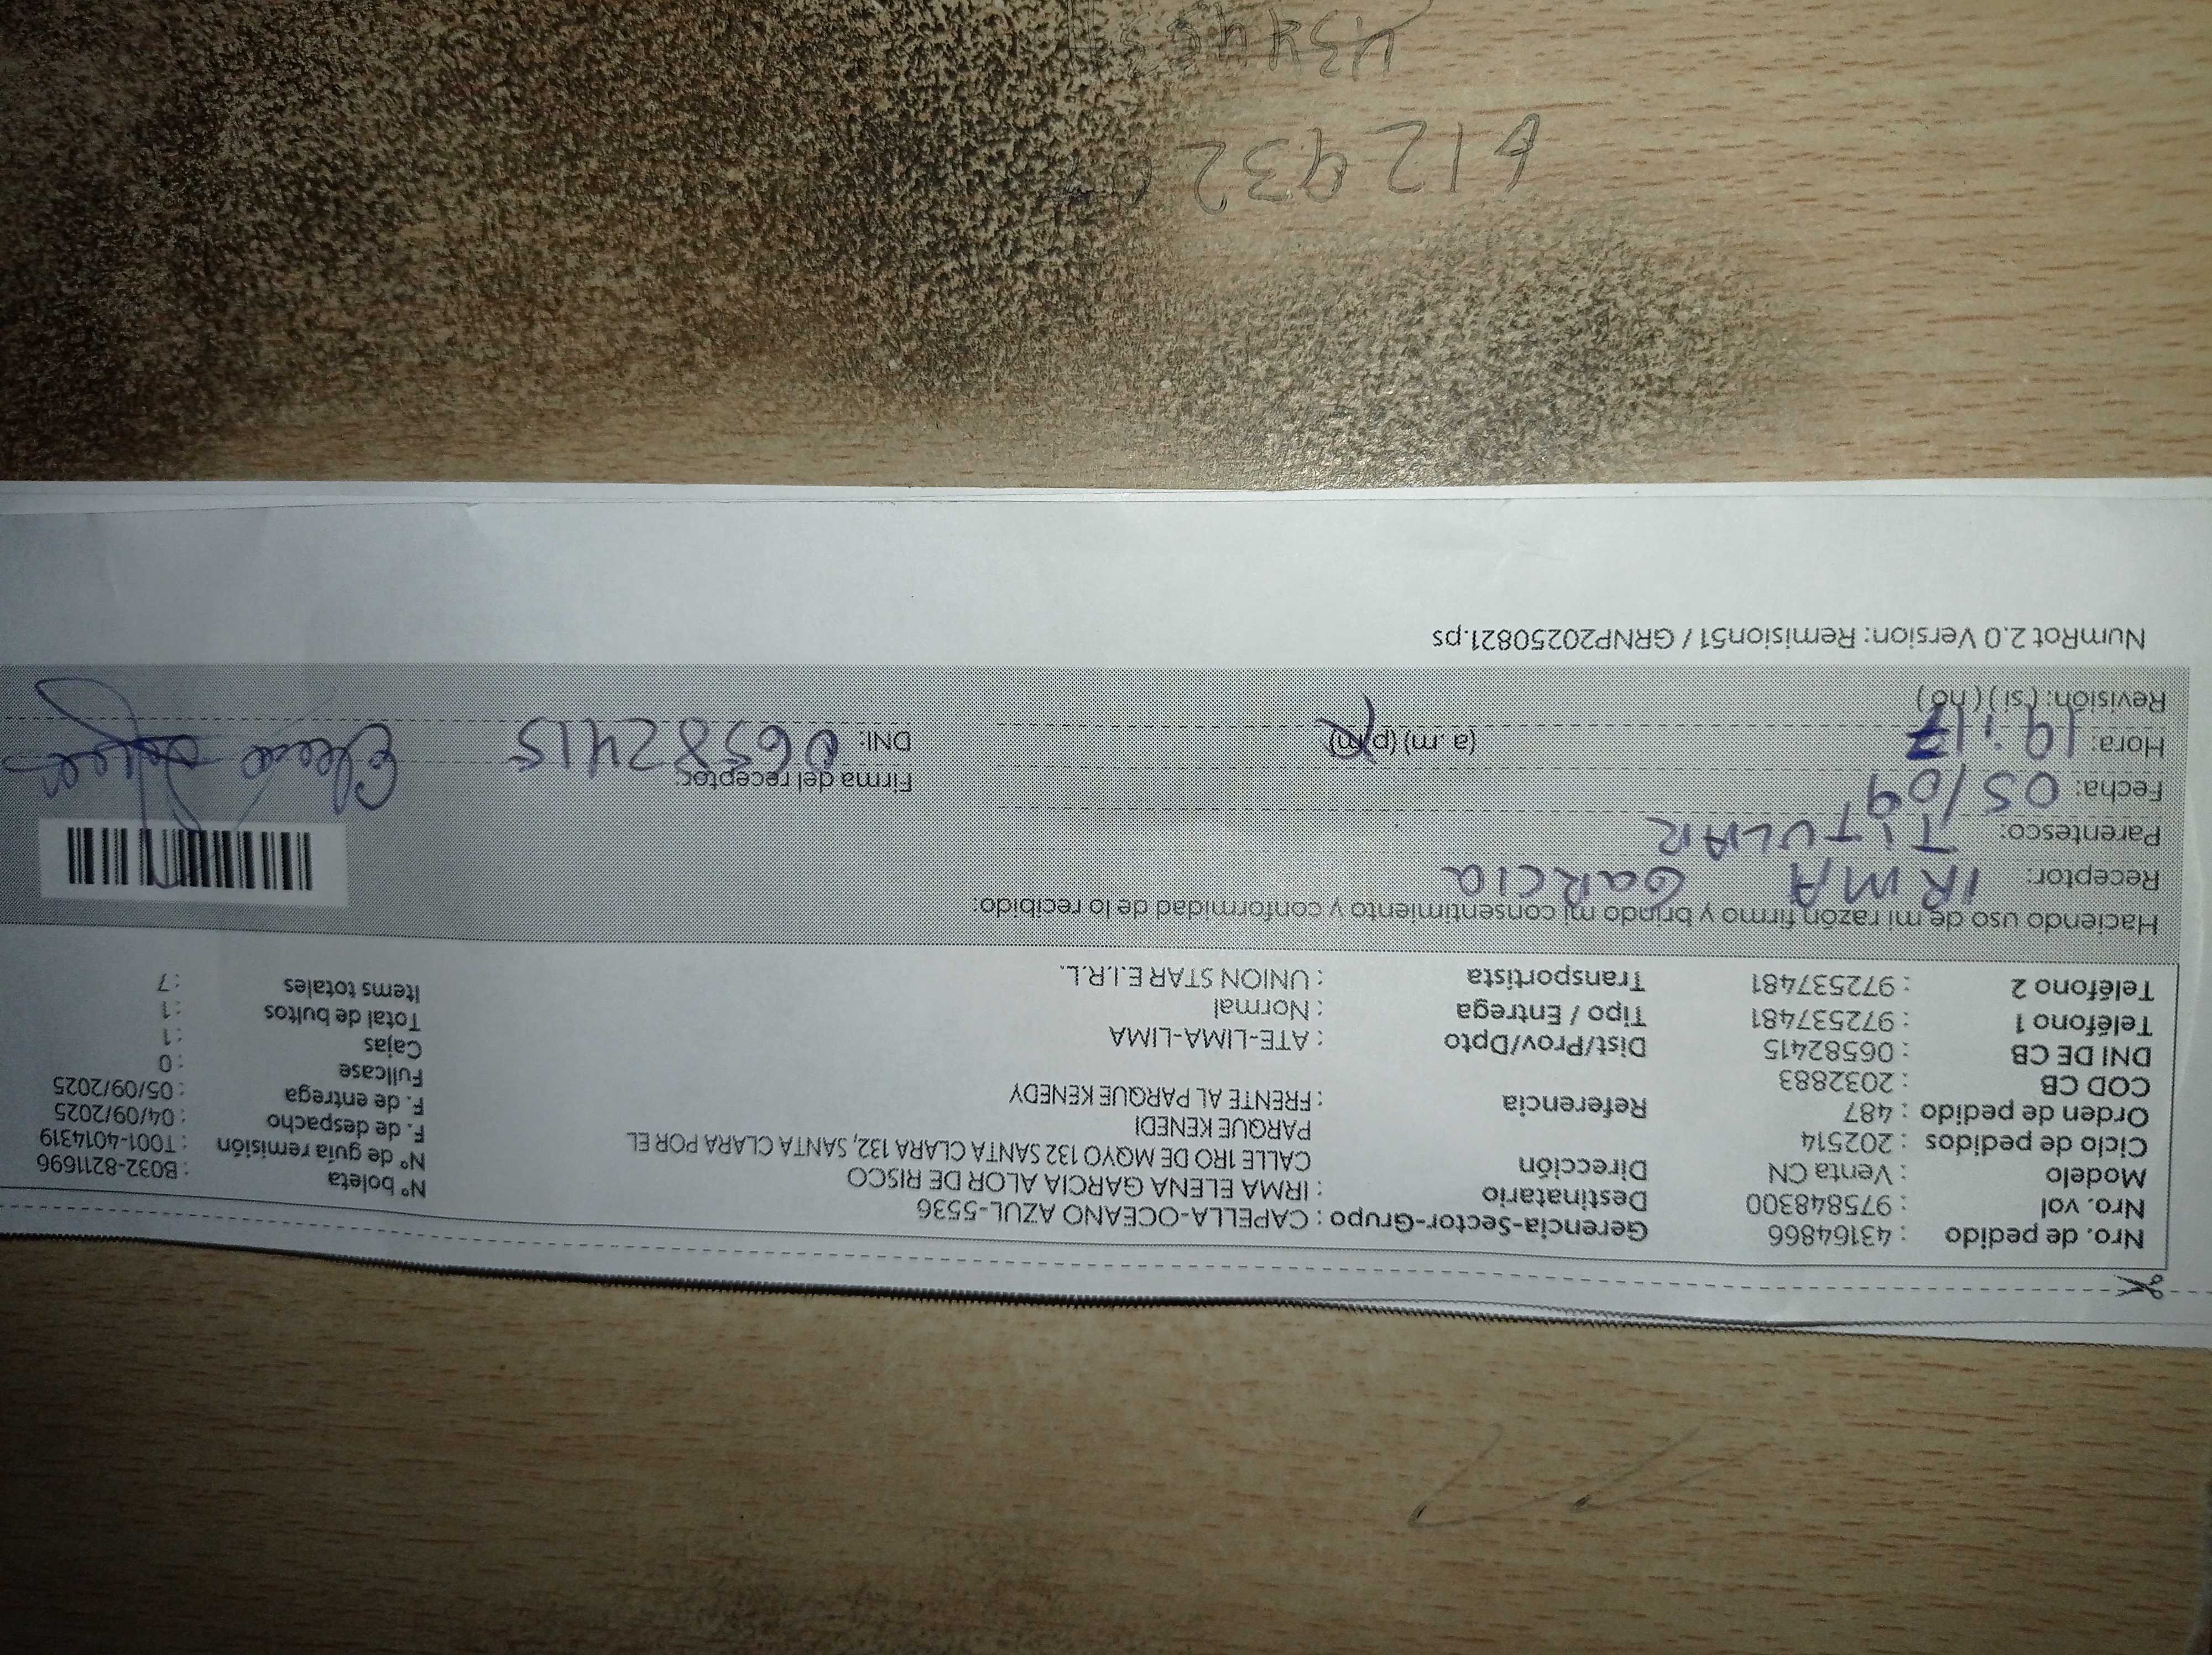 Nro. de pedido : 43164866
Nro. vol : 975848300
Modelo : Venta CN
Ciclo de pedidos : 202514
Orden de pedido : 487
COD CB : 2032883
DNI DE CB : 06582415
Teléfono 1 : 972537481
Teléfono 2 : 972537481
Gerencia-Sector-Grupo : CAPELLA-OCEANO AZUL-5536
Destinatario : IRMA ELENA GARCIA ALOR DE RISCO
Dirección CALLE 1RO DE MQYO 132 SANTA CLARA 132, SANTA CLARA POR EL
PARQUE KENEDI
Referencia : FRENTE AL PARQUE KENEDY
Dist/Prov/Dpto : ATE-LIMA-LIMA
Tipo / Entrega : Normal
Transportista : UNION STAR E.I.R.L.
Nº boleta : B032-8211696
Nº de guía remisión : T001-4014319
F. de despacho : 04/09/2025
F. de entrega : 05/09/2025
Fullcase : 0
Cajas : 1
Total de bultos : 1
Items totales : 7
Haciendo uso de mi razón firmo y brindo mi consentimiento y conformidad de lo recibido:
Receptor: IRMA GARCIA
Parentesco: TITULAR
Fecha: 05/09
Hora: 19:17 (a.m) (p.m)
Revisión: (si) (no)
Firma del receptor:
DNI: 06582415
NumRot 2.0 Version: Remision51 / GRNP20250821.ps